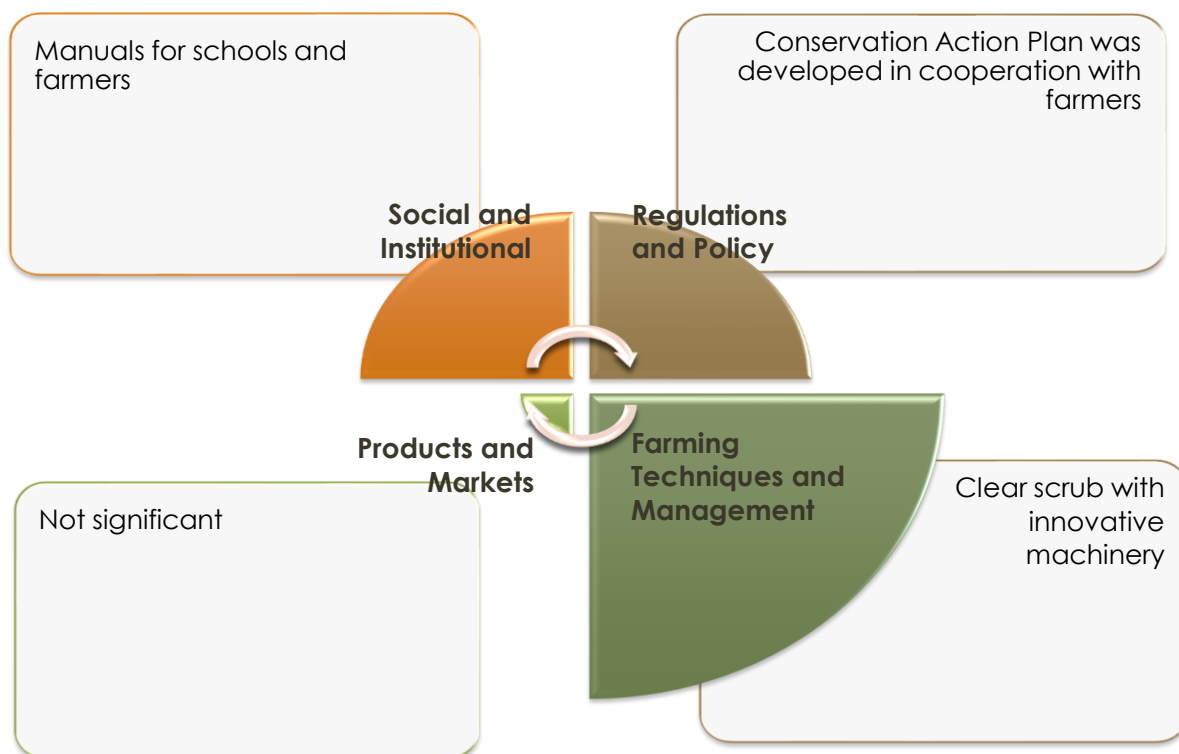 Manuals for schools and
farmers
Conservation Action Plan was
developed in cooperation with
farmers
Social and
Institutional
Regulations
and Policy
Products and
Markets
Farming
Techniques and
Management
Not significant
Clear scrub with
innovative
machinery